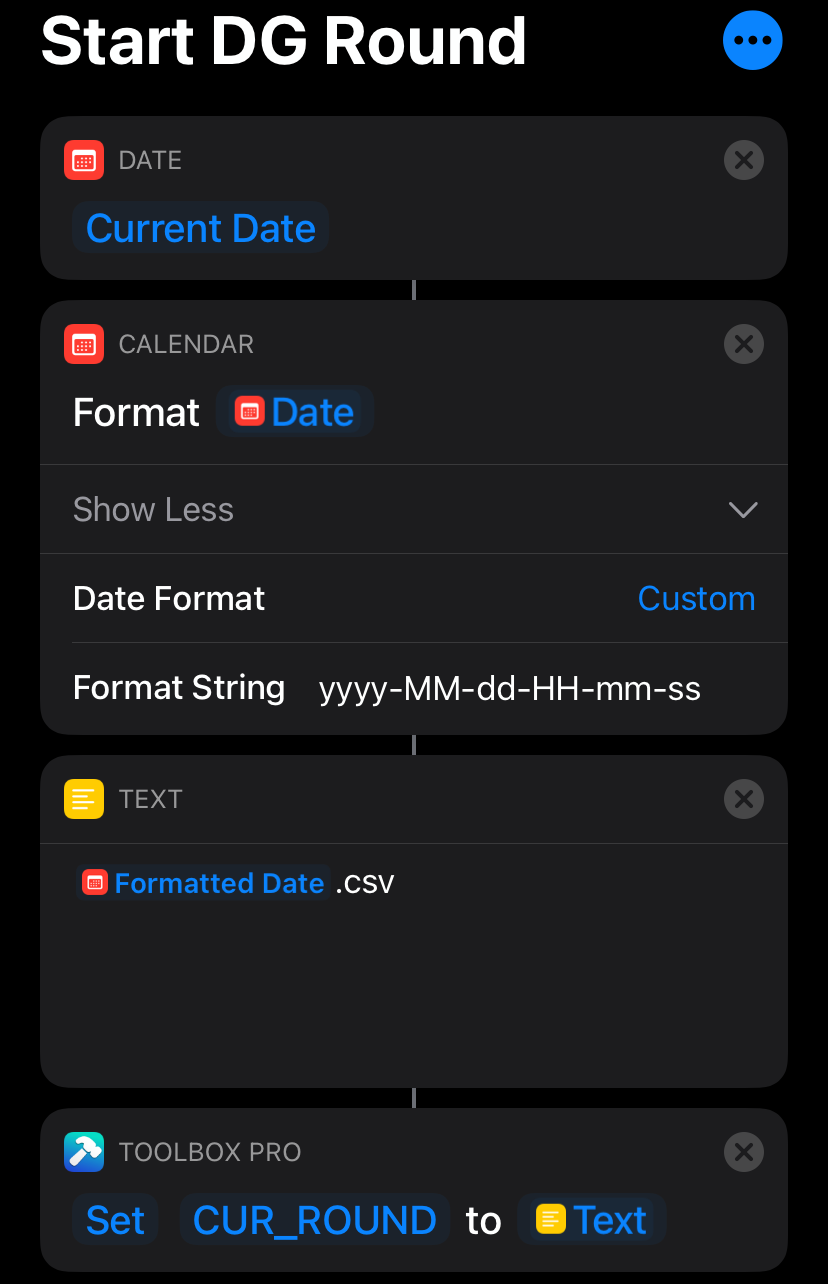 Start DG Round
DATE
Current Date
CALENDAR
Format Date
Show Less
Date Format Custom
Format String yyyy-MM-dd-HH-mm-ss
TEXT
Formatted Date .csv
TOOLBOX PRO
Set CUR_ROUND to Text